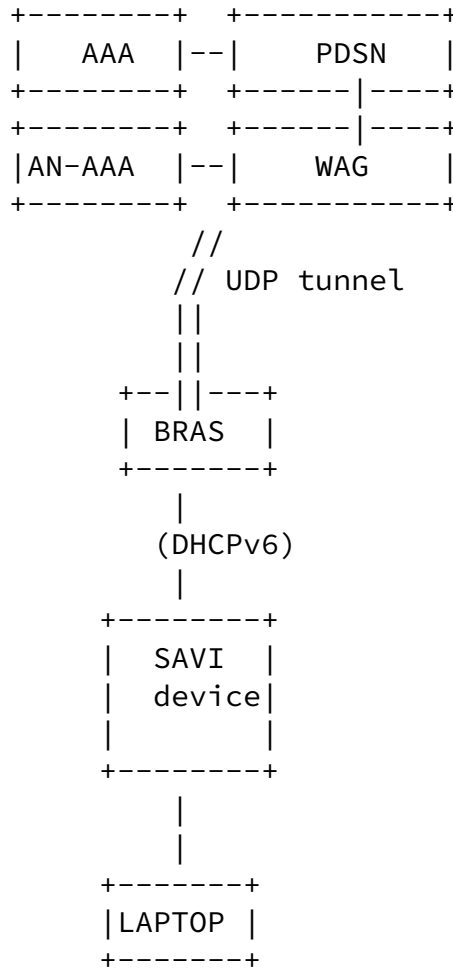 AAA PDSN
AN-AAA WAG
UDP tunnel
BRAS
(DHCPv6)
SAVI
device
LAPTOP